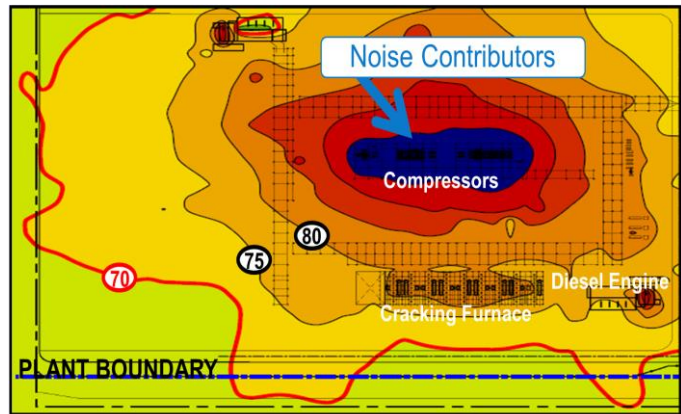 Noise Contributors
Compressors
80
75
70
Diesel Engine
Cracking Furnace
PLANT BOUNDARY